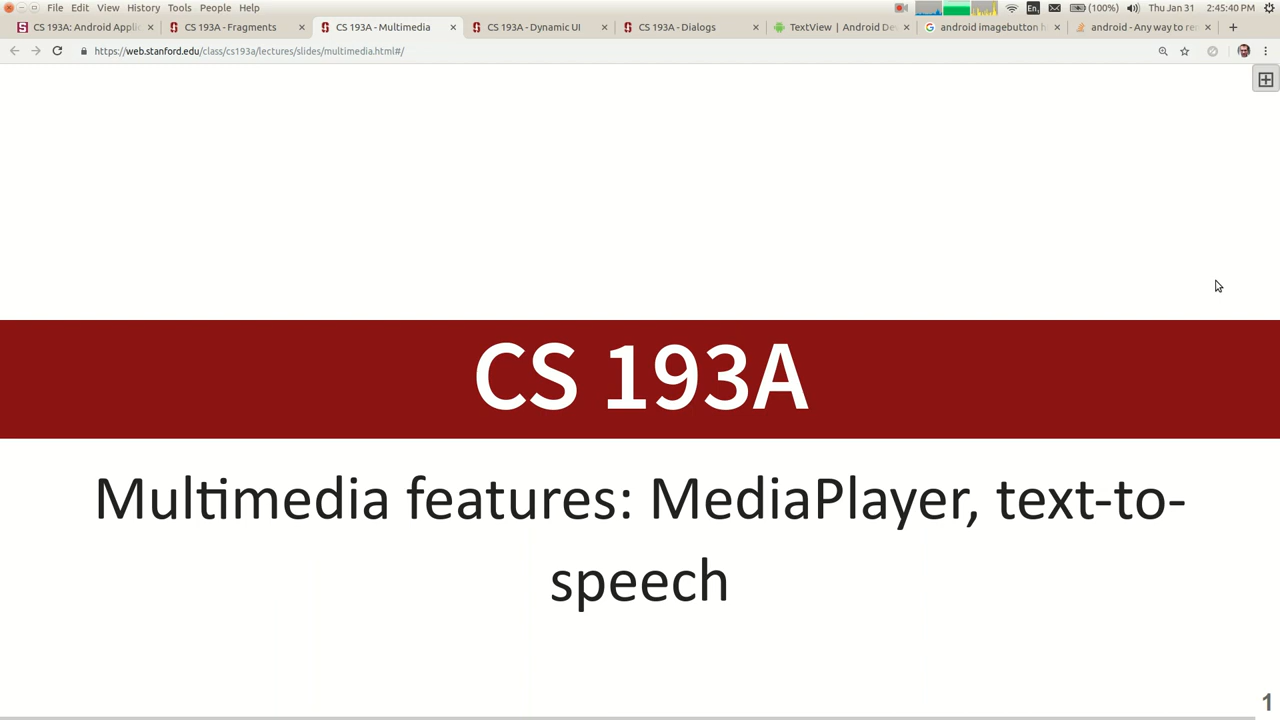 File Edit View History Tools People Help
En
(100%)
Thu Jan 31
2:45:40 PM
CS 193A: Android Appli
CS 193A - Fragments
CS 193A - Multimedia
CS 193A - Dynamic UI
CS 193A - Dialogs
TextView | Android De
android imagebutton h
android - Any way to re
https://web.stanford.edu/class/cs193a/lectures/slides/multimedia.html#/
CS 193A
Multimedia features: MediaPlayer, text-to-
speech
1